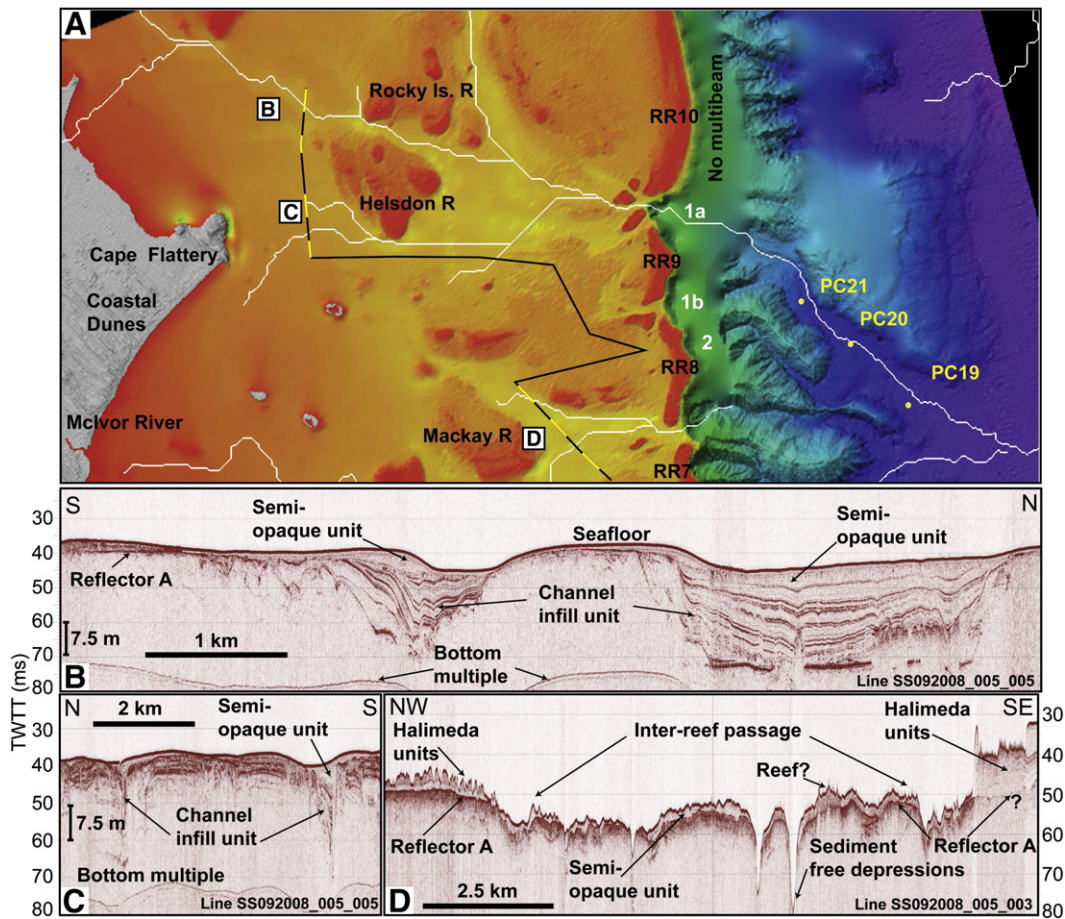 A
Rocky Is. R
B
RR10
No multibeam
Helsdon R
C
1a
Cape Flattery
RR9
PC21
Coastal
Dunes
1b
PC20
2
RR8
PC19
McIvor River
Mackay R
D
RR7
S
N
30
Semi-
opaque unit
Seafloor
Semi-
opaque unit
40
Reflector A
50
Channel
infill unit
60
7.5 m
1 km
70
Bottom
multiple
80
B
Line SS092008_005_005
TWTT (ms)
N
S
2 km
Semi-
opaque unit
30
40
50
7.5 m
Channel
infill unit
60
70
Bottom multiple
80
C
Line SS092008_005_005
NW
SE
Halimeda
units
Inter-reef passage
Halimeda
units
30
40
Reef?
50
?
Reflector A
Semi-
opaque unit
Sediment
free depressions
Reflector A
60
70
2.5 km
80
D
Line SS092008_005_003